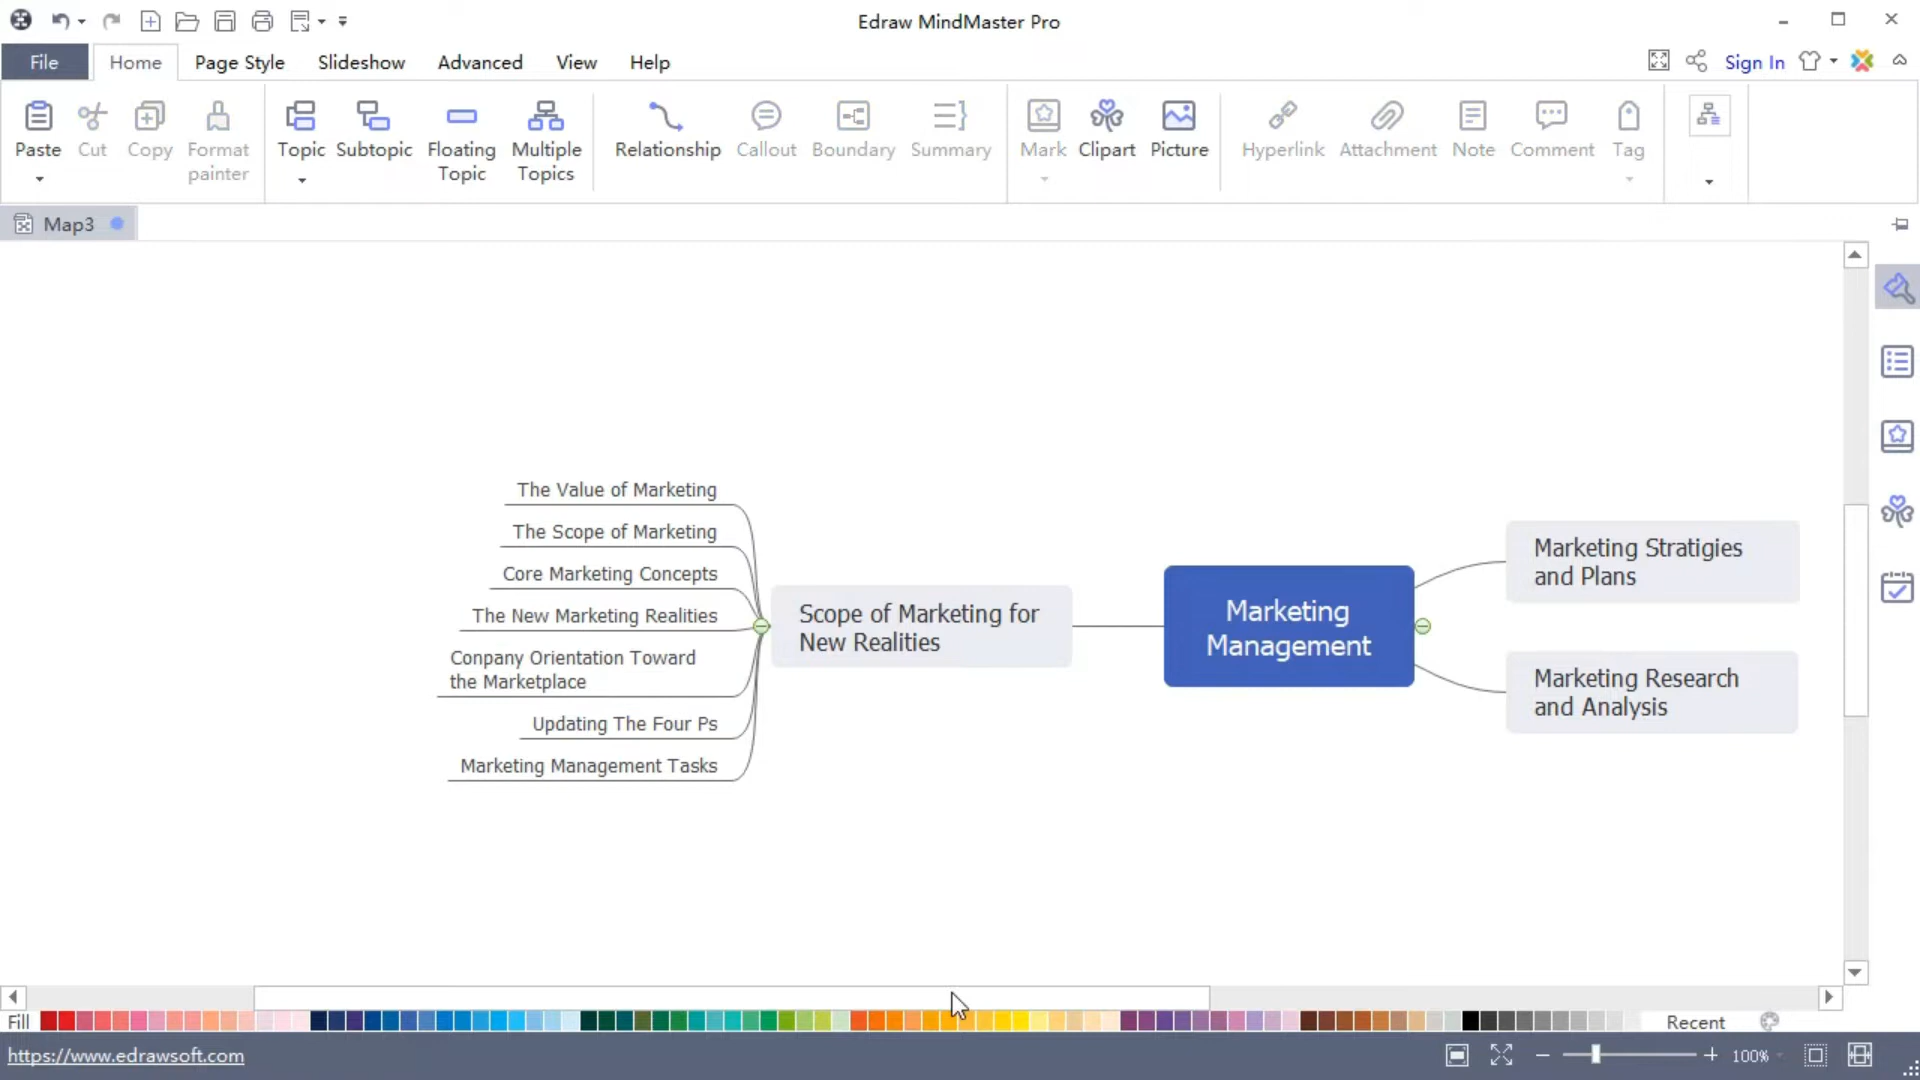 Edraw MindMaster Pro
File Home Page Style Slideshow Advanced View Help Sign In
Paste Cut Copy Format painter
Topic Subtopic Floating Topic Multiple Topics
Relationship Callout Boundary Summary
Mark Clipart Picture
Hyperlink Attachment Note Comment Tag
Map3
The Value of Marketing
The Scope of Marketing
Core Marketing Concepts
The New Marketing Realities
Conpany Orientation Toward
the Marketplace
Updating The Four Ps
Marketing Management Tasks
Scope of Marketing for
New Realities
Marketing
Management
Marketing Stratigies
and Plans
Marketing Research
and Analysis
Fill Recent
https://www.edrawsoft.com 100%